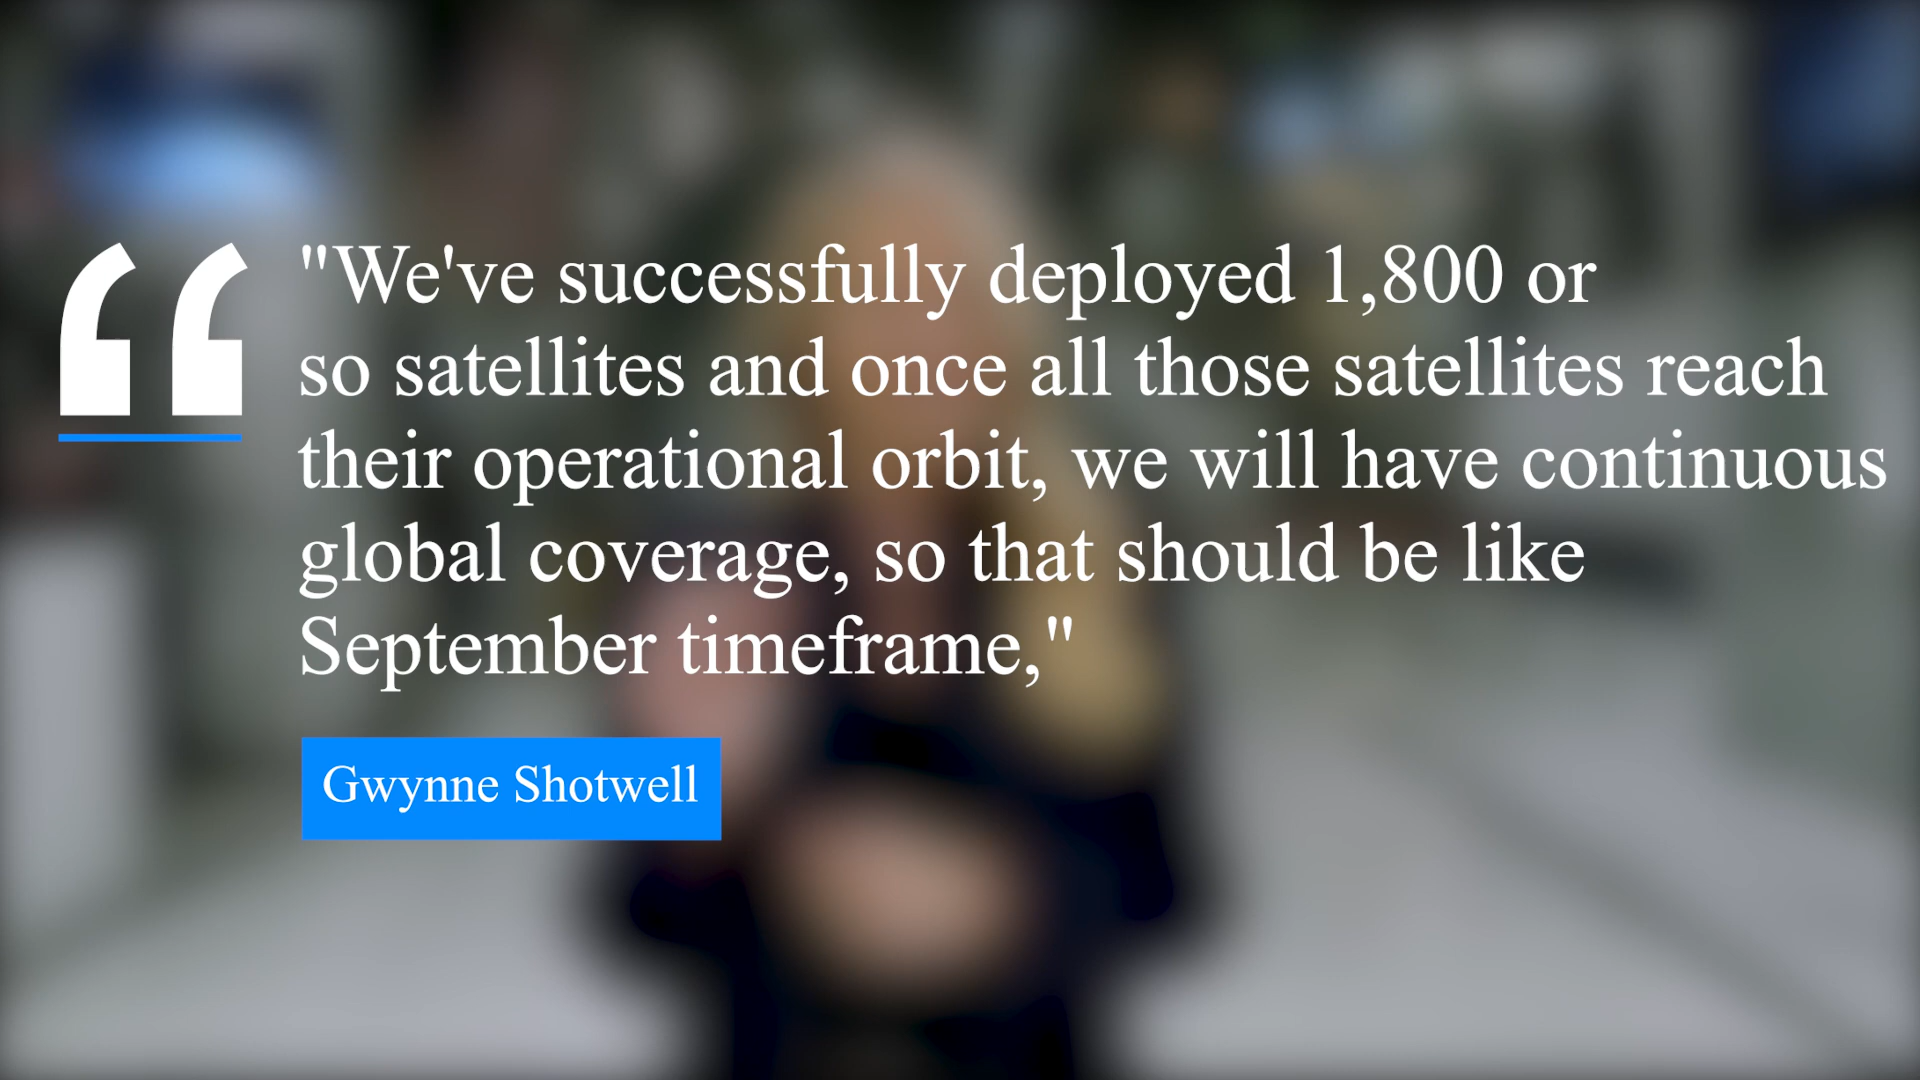 "We've successfully deployed 1,800 or
so satellites and once all those satellites reach
their operational orbit, we will have continuous
global coverage, so that should be like
September timeframe,"
Gwynne Shotwell